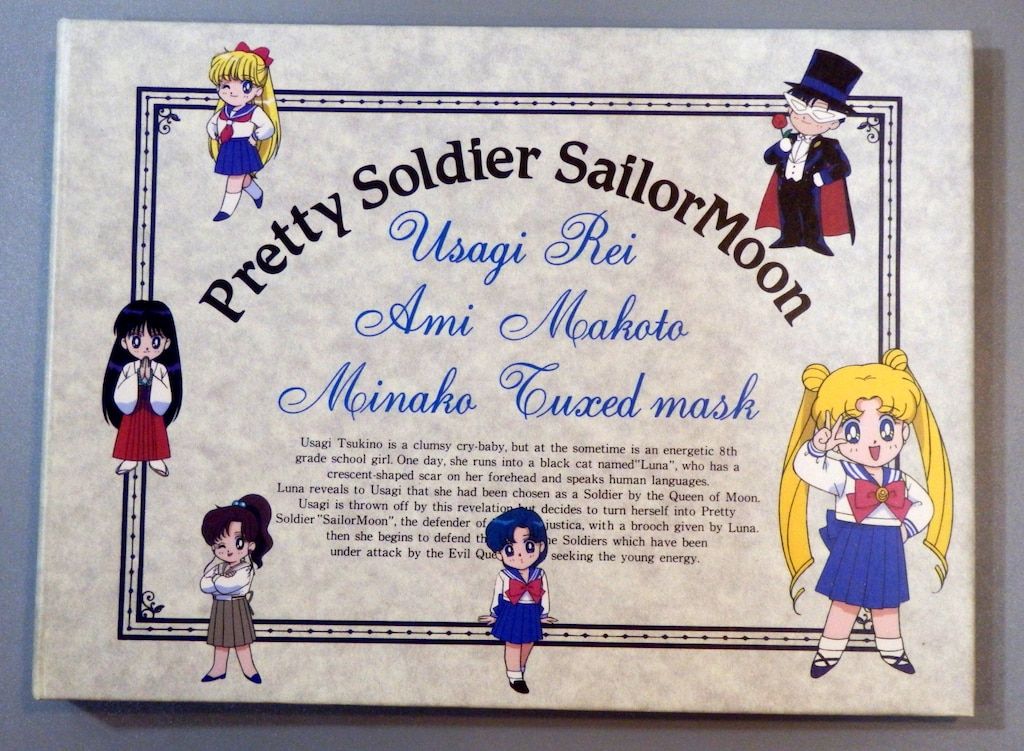 Pretty Soldier SailorMoon
Usagi Rei
Ami Makoto
Minako Tuxed mask
Usagi Tsukino is a clumsy cry-baby, but at the sometime is an energetic 8th
grade school girl. One day, she runs into a black cat named"Luna", who has a
crescent-shaped scar on her forehead and speaks human languages.
Luna reveals to Usagi that she had been chosen as a Soldier by the Queen of Moon.
Usagi is thrown off by this revelation decides to turn herself into Pretty
Soldier"SailorMoon", the defender of justica, with a brooch given by Luna.
then she begins to defend Soldiers which have been
under attack by the Evil seeking the young energy.